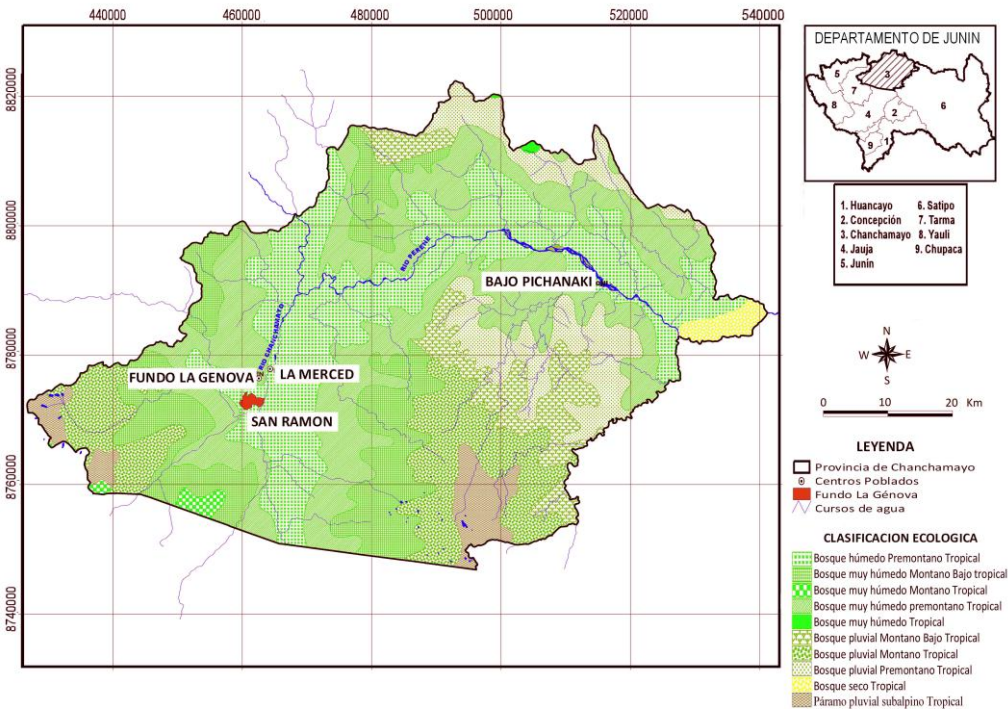 440000 460000 480000 500000 520000 540000
8820000
8800000
8780000
8760000
8740000
RIO PERENE
BAJO PICHANAKI
RIO CHANCHAMAYO
FUNDO LA GENOVA
LA MERCED
SAN RAMON
DEPARTAMENTO DE JUNIN
5
3
7
8
6
4
2
9
1
1. Huancayo 6. Satipo
2. Concepción 7. Tarma
3. Chanchamayo 8. Yauli
4. Jauja 9. Chupaca
5. Junín
N
W E
S
0 10 20 Km
LEYENDA
Provincia de Chanchamayo
Centros Poblados
Fundo La Génova
Cursos de agua
CLASIFICACION ECOLOGICA
Bosque húmedo Premontano Tropical
Bosque muy húmedo Montano Bajo tropical
Bosque muy húmedo Montano Tropical
Bosque muy húmedo premontano Tropical
Bosque muy húmedo Tropical
Bosque pluvial Montano Bajo Tropical
Bosque pluvial Montano Tropical
Bosque pluvial Premontano Tropical
Bosque seco Tropical
Páramo pluvial subalpino Tropical